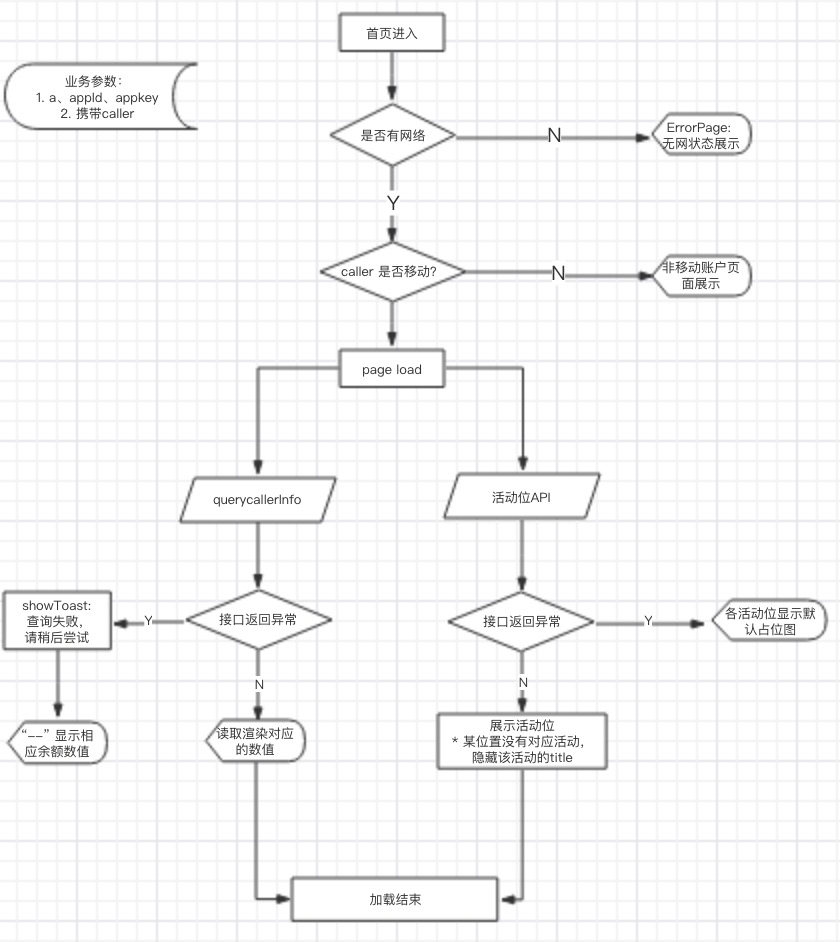 首页进入
业务参数：
1. a、appId、appkey
2. 携带caller
是否有网络
N
ErrorPage:
无网状态展示
Y
caller 是否移动?
N
非移动账户页
面展示
page load
querycallerInfo
活动位API
showToast:
查询失败，
请稍后尝试
Y
接口返回异常
接口返回异常
Y
各活动位显示默
认占位图
N
N
“--” 显示相
应余额数值
读取渲染对应
的数值
展示活动位
* 某位置没有对应活动，
隐藏该活动的title
加载结束